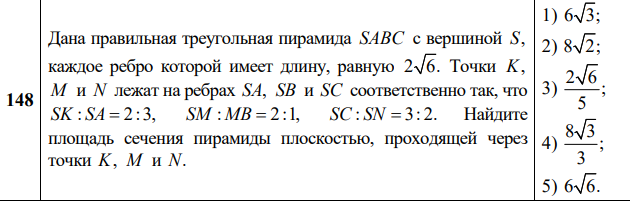 148
Дана правильная треугольная пирамида SABC с вершиной S,
каждое ребро которой имеет длину, равную 2√6. Точки K,
M и N лежат на ребрах SA, SB и SC соответственно так, что
SK : SA = 2 : 3, SM : MB = 2 : 1, SC : SN = 3 : 2. Найдите
площадь сечения пирамиды плоскостью, проходящей через
точки K, M и N.
1) 6√3;
2) 8√2;
3) 2√6/5;
4) 8√3/3;
5) 6√6.